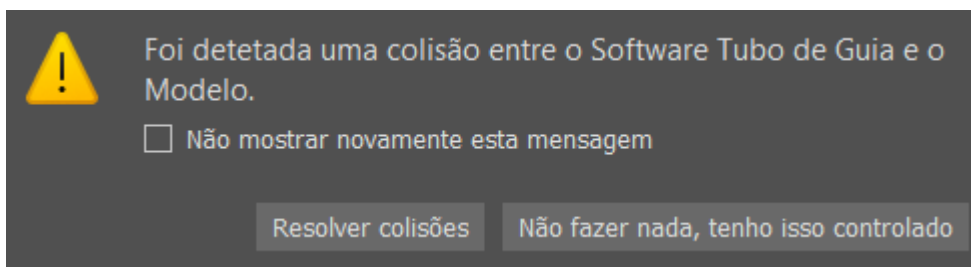 Foi detetada uma colisão entre o Software Tubo de Guia e o
Modelo.
Não mostrar novamente esta mensagem
Resolver colisões Não fazer nada, tenho isso controlado